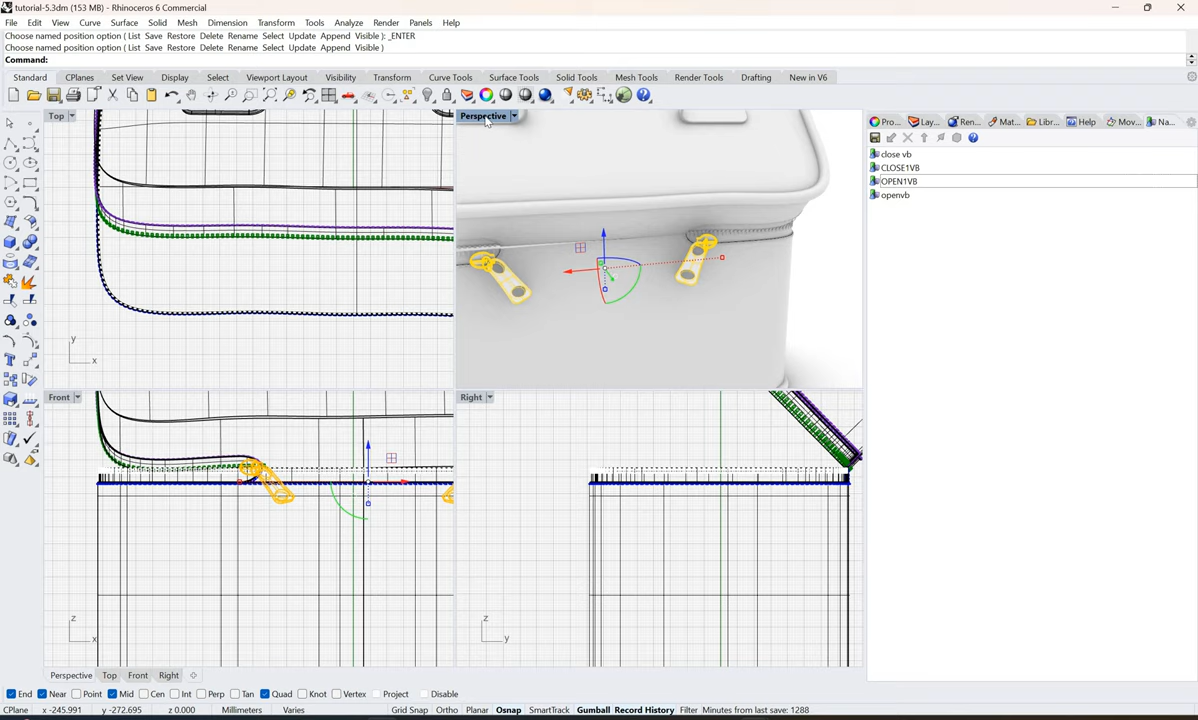 tutorial-5.3dm (153 MB) - Rhinoceros 6 Commercial
File Edit View Curve Surface Solid Mesh Dimension Transform Tools Analyze Render Panels Help
Choose named position option ( List Save Restore Delete Rename Select Update Append Visible ): _ENTER
Choose named position option ( List Save Restore Delete Rename Select Update Append Visible )
Command:
Standard CPlanes Set View Display Select Viewport Layout Visibility Transform Curve Tools Surface Tools Solid Tools Mesh Tools Render Tools Drafting New in V6
Top
Perspective
Pro... Lay... Ren... Mat... Libr... Help Mov... Na...
close vb
CLOSE1VB
OPEN1VB
openvb
y
x
Front
Right
z
x
z
y
Perspective Top Front Right
End Near Point Mid Cen Int Perp Tan Quad Knot Vertex Project Disable
CPlane x -245.991 y -272.695 z 0.000 Millimeters Varies Grid Snap Ortho Planar Osnap SmartTrack Gumball Record History Filter Minutes from last save: 1288